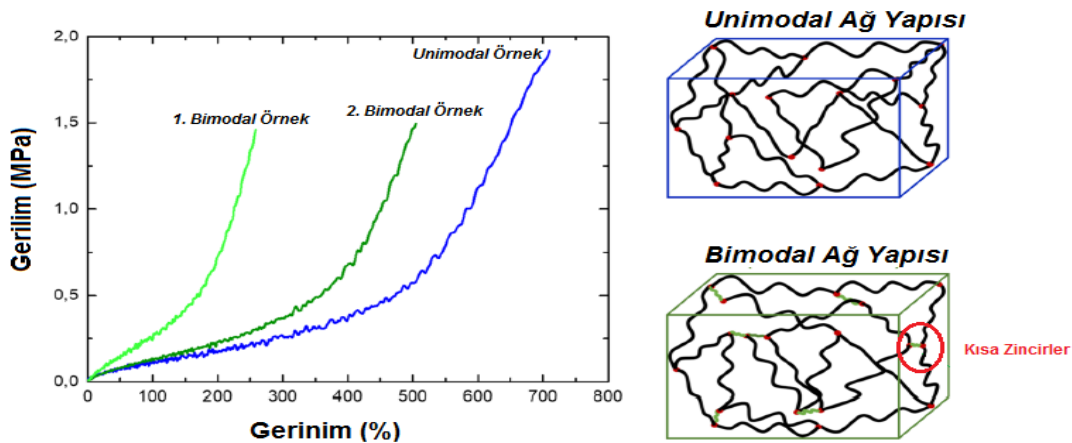 Gerilim (MPa)
2,0
1,5
1,0
0,5
0,0
Unimodal Örnek
1. Bimodal Örnek
2. Bimodal Örnek
0 100 200 300 400 500 600 700 800
Gerinim (%)
Unimodal Ağ Yapısı
Bimodal Ağ Yapısı
Kısa Zincirler